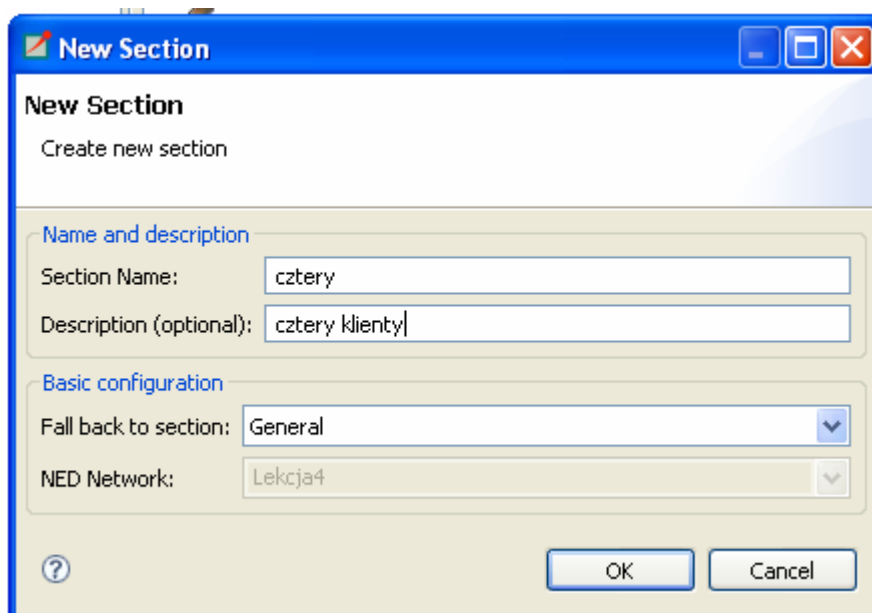 New Section
New Section
Create new section
Name and description
Section Name: cztery
Description (optional): cztery klienty
Basic configuration
Fall back to section: General
NED Network: Lekcja4
? OK Cancel